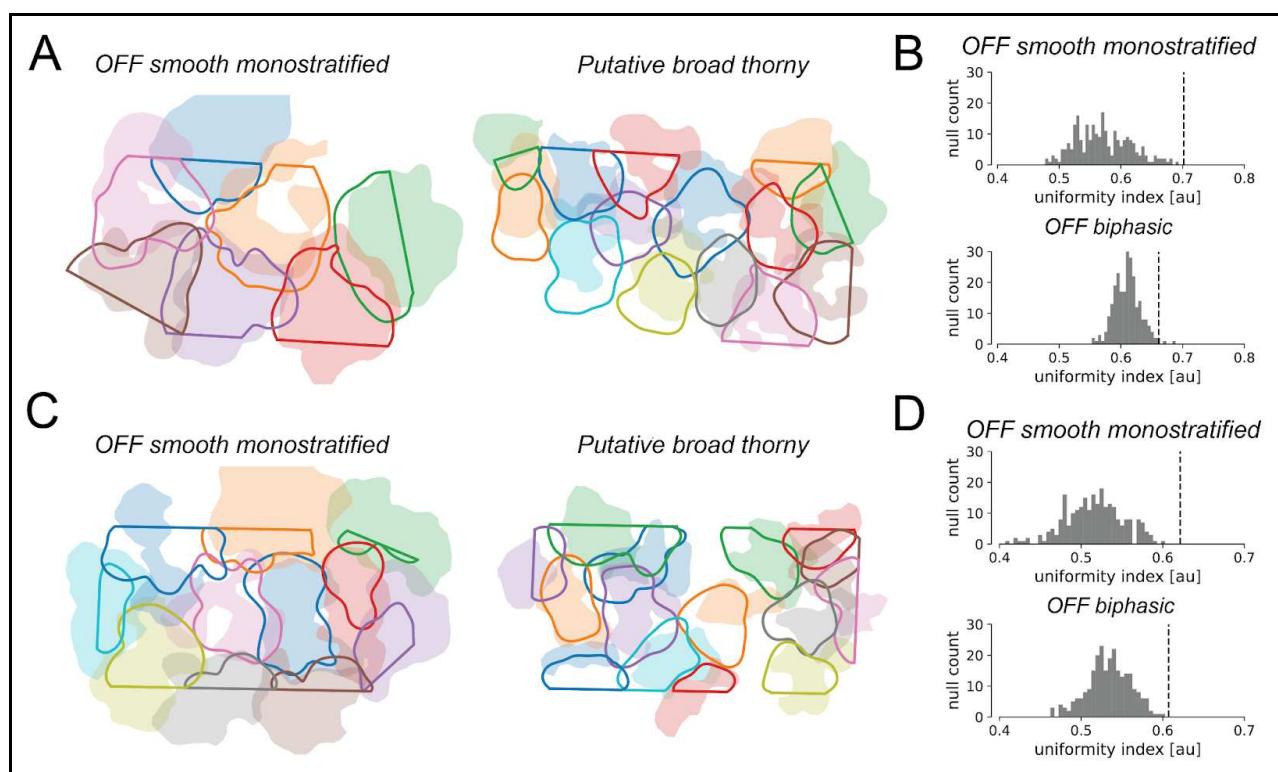 A
OFF smooth monostratified
Putative broad thorny
B
OFF smooth monostratified
30
20
10
0
null count
0.4 0.5 0.6 0.7 0.8
uniformity index [au]
OFF biphasic
30
20
10
0
null count
0.4 0.5 0.6 0.7 0.8
uniformity index [au]
C
OFF smooth monostratified
Putative broad thorny
D
OFF smooth monostratified
30
20
10
0
null count
0.4 0.5 0.6 0.7
uniformity index [au]
OFF biphasic
30
20
10
0
null count
0.4 0.5 0.6 0.7
uniformity index [au]